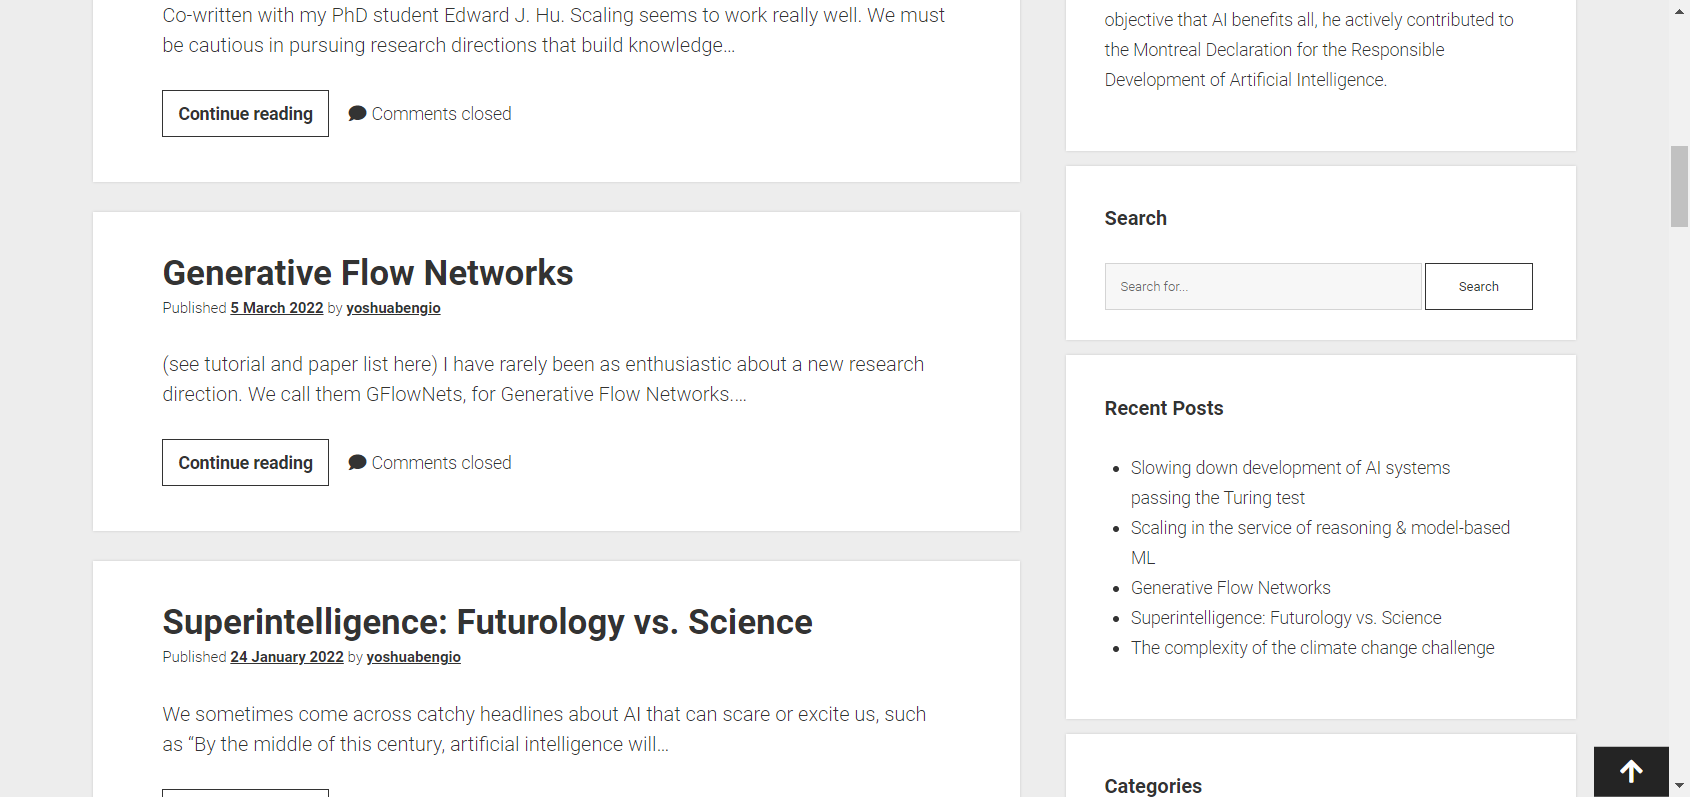 Co-written with my PhD student Edward J. Hu. Scaling seems to work really well. We must
be cautious in pursuing research directions that build knowledge…
Continue reading
Comments closed
Generative Flow Networks
Published 5 March 2022 by yoshuabengio
(see tutorial and paper list here) I have rarely been as enthusiastic about a new research
direction. We call them GFlowNets, for Generative Flow Networks.…
Continue reading
Comments closed
Superintelligence: Futurology vs. Science
Published 24 January 2022 by yoshuabengio
We sometimes come across catchy headlines about AI that can scare or excite us, such
as “By the middle of this century, artificial intelligence will…
objective that AI benefits all, he actively contributed to
the Montreal Declaration for the Responsible
Development of Artificial Intelligence.
Search
Search for...
Search
Recent Posts
Slowing down development of AI systems
passing the Turing test
Scaling in the service of reasoning & model-based
ML
Generative Flow Networks
Superintelligence: Futurology vs. Science
The complexity of the climate change challenge
Categories